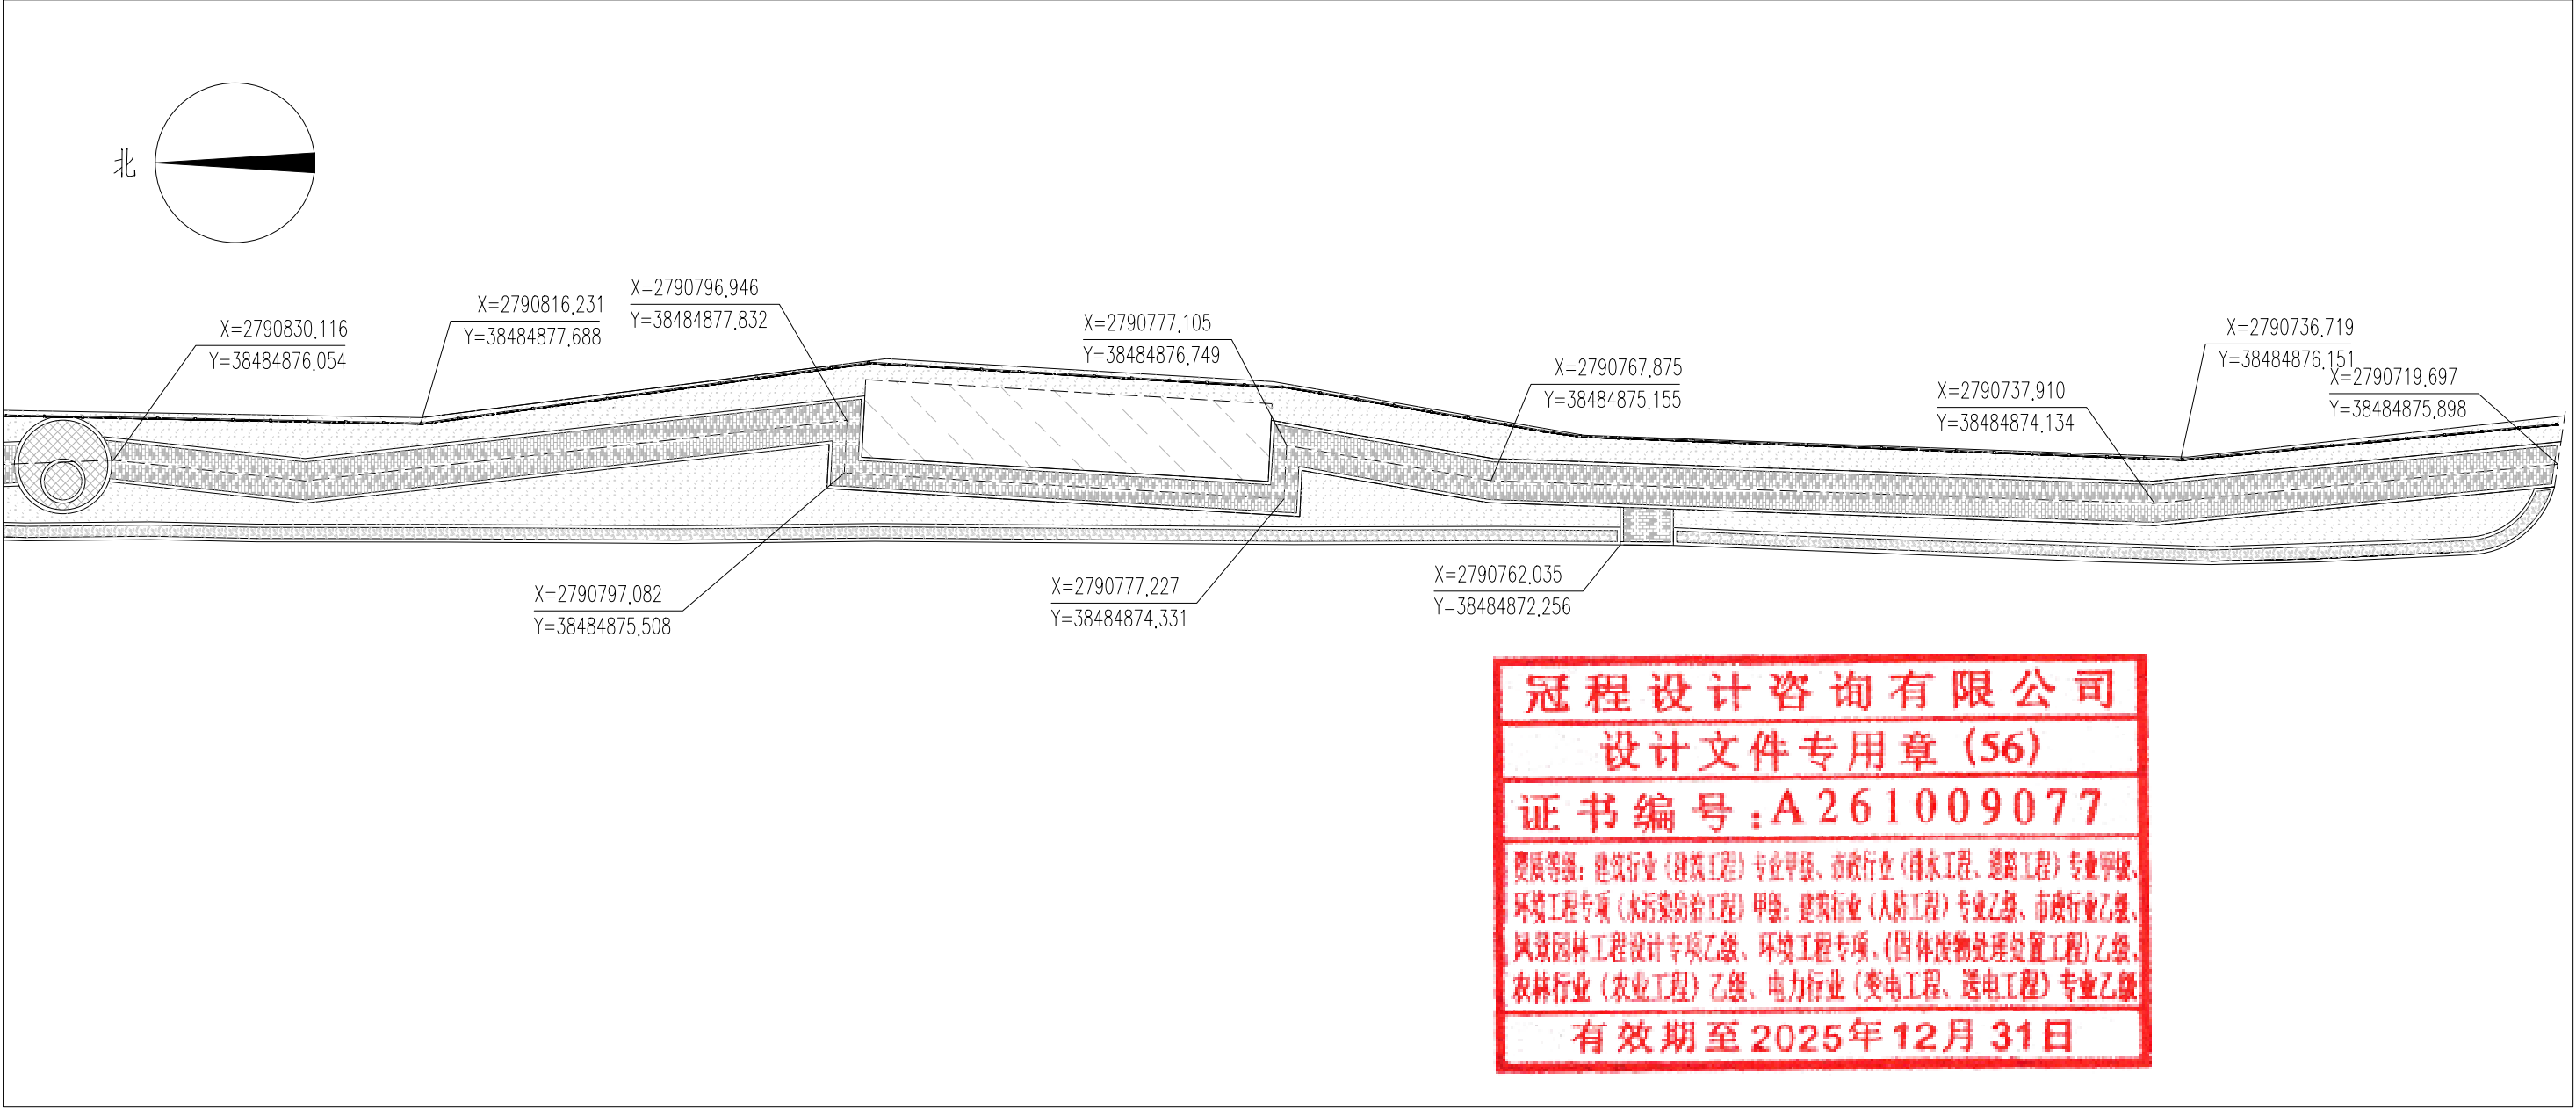 北
X=2790830.116
Y=38484876.054
X=2790816.231
Y=38484877.688
X=2790796.946
Y=38484877.832
X=2790777.105
Y=38484876.749
X=2790767.875
Y=38484875.155
X=2790737.910
Y=38484874.134
X=2790736.719
Y=38484876.151
X=2790719.697
Y=38484875.898
X=2790797.082
Y=38484875.508
X=2790777.227
Y=38484874.331
X=2790762.035
Y=38484872.256
冠程设计咨询有限公司
设计文件专用章(56)
证书编号:A261009077
资质等级：建筑行业（建筑工程）专业甲级、市政行业（排水工程、道路工程）专业甲级、
环境工程专项（水污染防治工程）甲级；建筑行业（人防工程）专业乙级、市政行业乙级、
风景园林工程设计专项乙级、环境工程专项、(固体废物处理处置工程)乙级、
农林行业（农业工程）乙级、电力行业（变电工程、送电工程）专业乙级
有效期至2025年12月31日